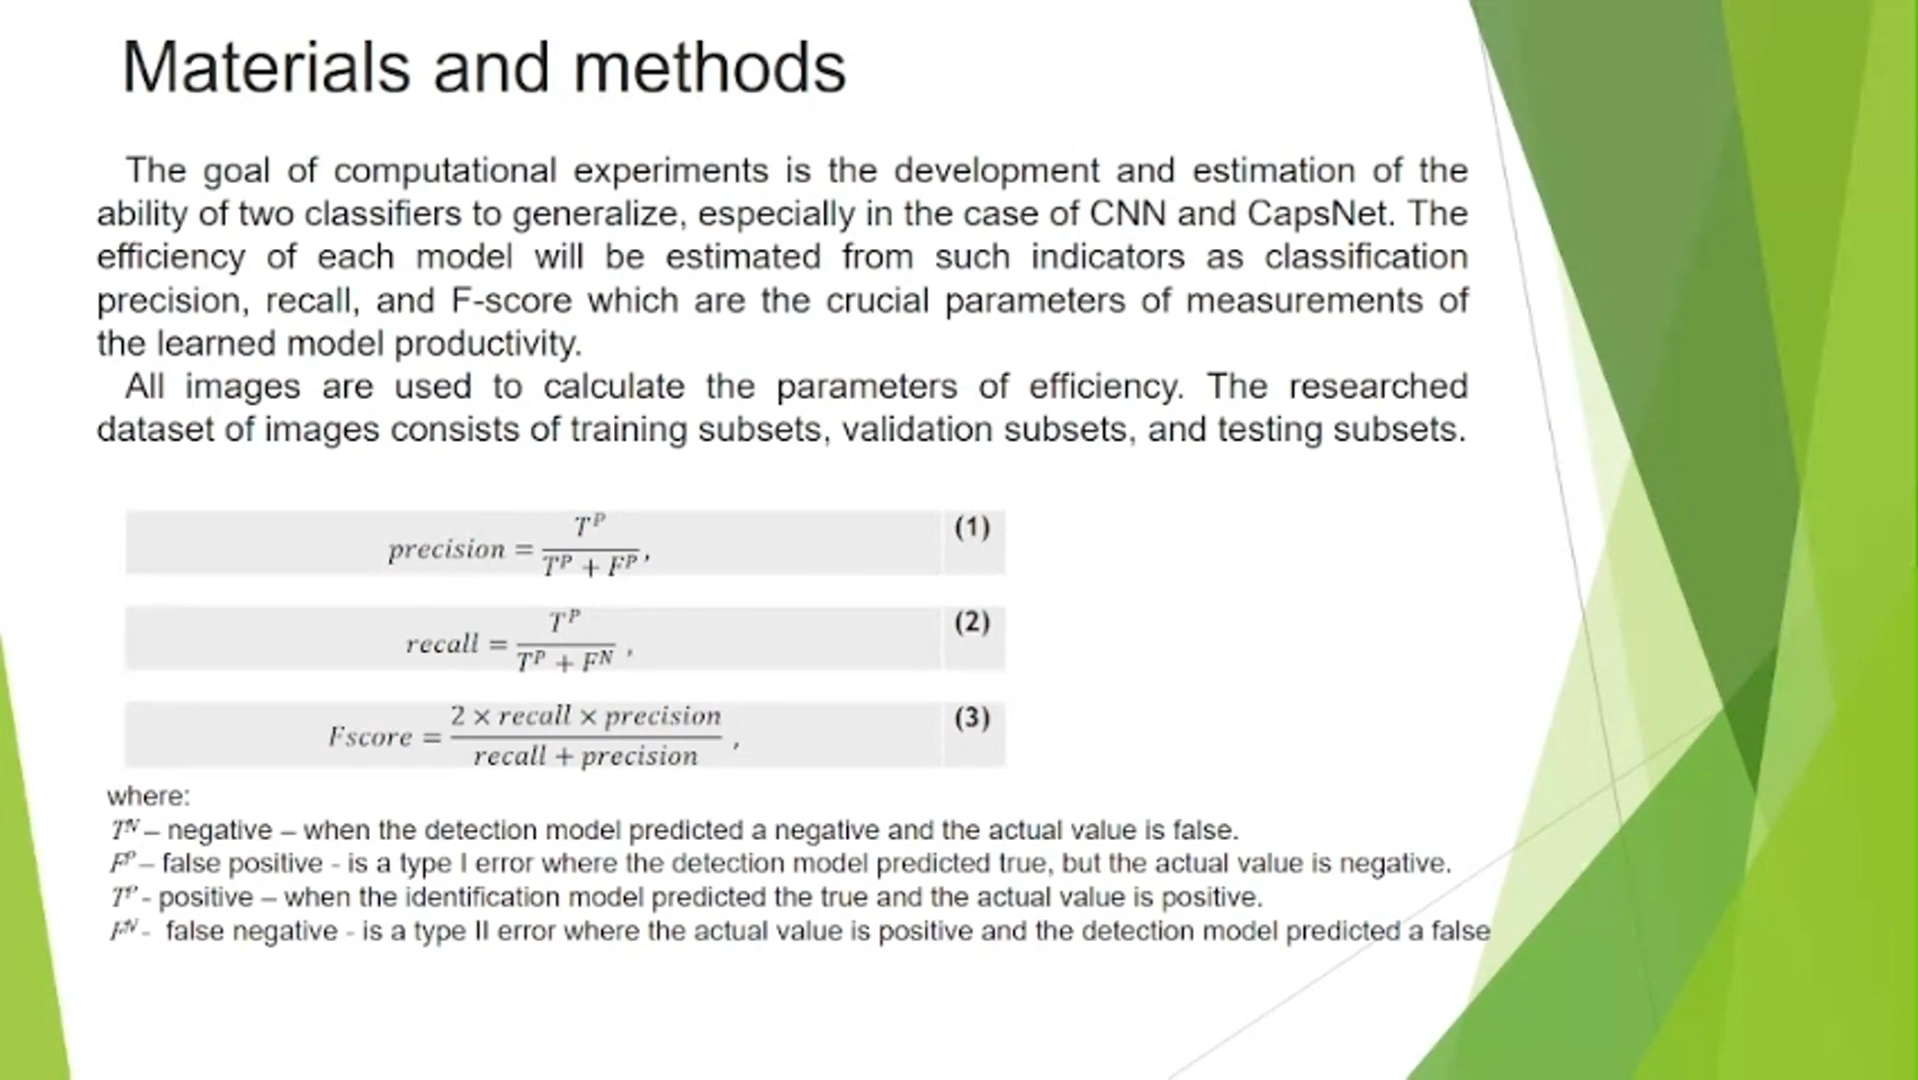 Materials and methods
The goal of computational experiments is the development and estimation of the
ability of two classifiers to generalize, especially in the case of CNN and CapsNet. The
efficiency of each model will be estimated from such indicators as classification
precision, recall, and F-score which are the crucial parameters of measurements of
the learned model productivity.
All images are used to calculate the parameters of efficiency. The researched
dataset of images consists of training subsets, validation subsets, and testing subsets.
precision = T^P / (T^P + F^P), (1)
recall = T^P / (T^P + F^N), (2)
Fscore = (2 × recall × precision) / (recall + precision), (3)
where:
T^N – negative – when the detection model predicted a negative and the actual value is false.
F^P – false positive - is a type I error where the detection model predicted true, but the actual value is negative.
T^P - positive – when the identification model predicted the true and the actual value is positive.
F^N - false negative - is a type II error where the actual value is positive and the detection model predicted a false